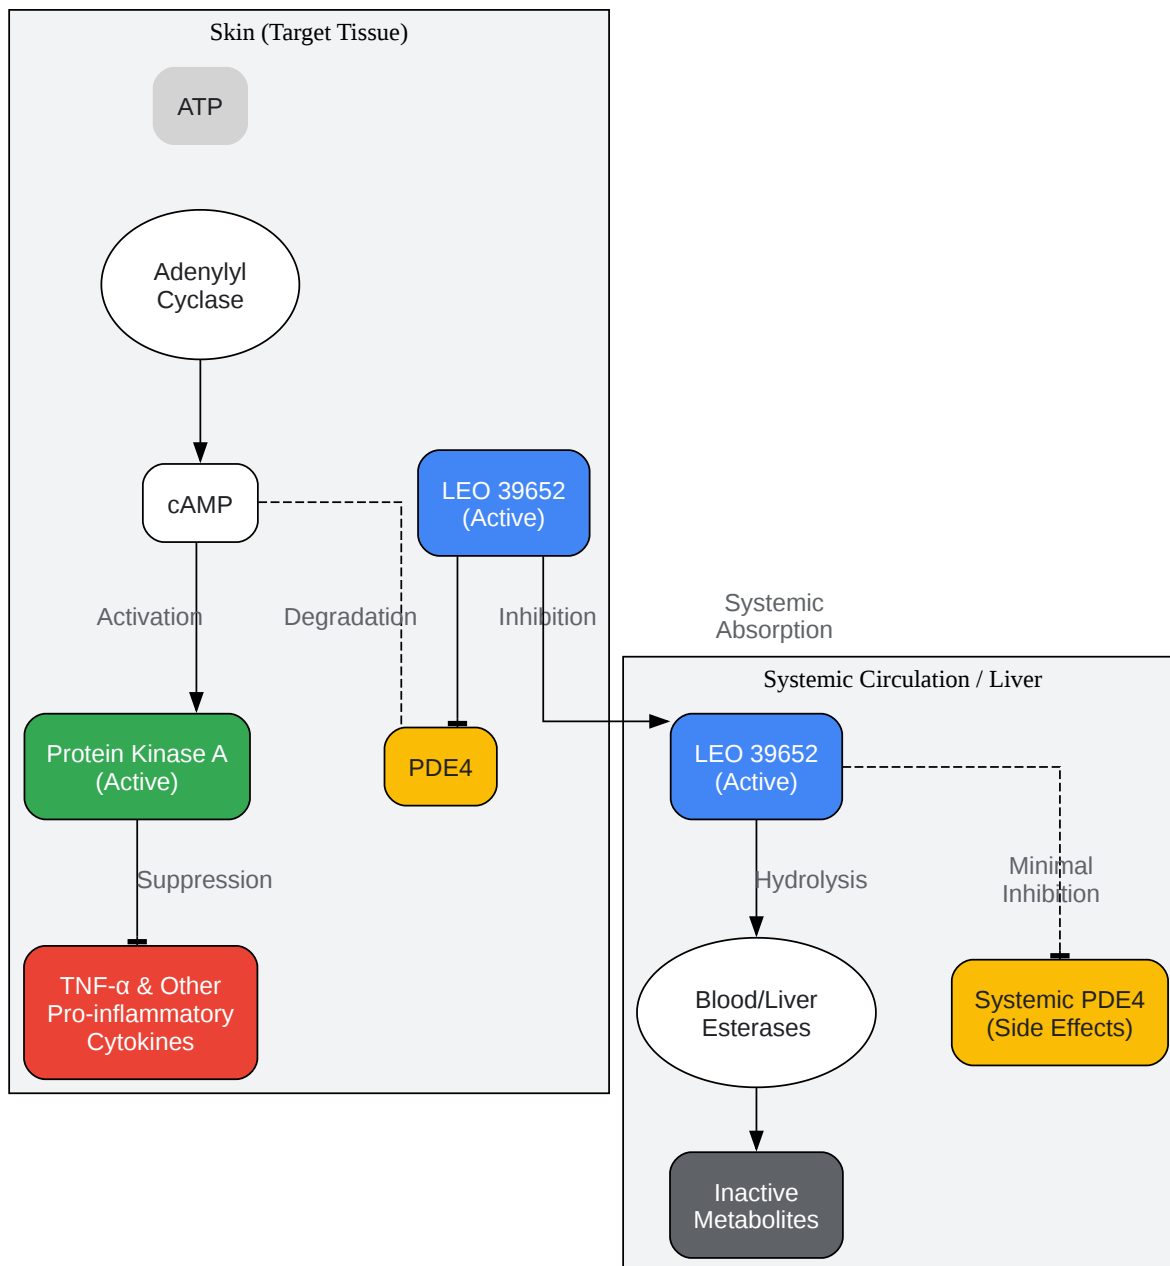 Skin (Target Tissue)
ATP
Adenylyl
Cyclase
cAMP
LEO 39652
(Active)
Activation
Degradation
Inhibition
Systemic
Absorption
Protein Kinase A
(Active)
PDE4
Suppression
TNF-α & Other
Pro-inflammatory
Cytokines
Systemic Circulation / Liver
LEO 39652
(Active)
Hydrolysis
Minimal
Inhibition
Blood/Liver
Esterases
Systemic PDE4
(Side Effects)
Inactive
Metabolites